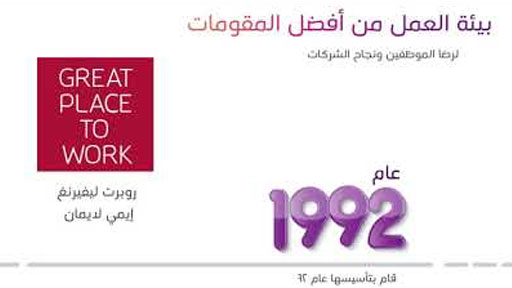 بيئة العمل من أفضل المقومات
لرضا الموظفين ونجاح الشركات
GREAT
PLACE
TO
WORK
روبرت ليفيرنغ
إيمي لايمان
عام
1992
قام بتأسيسها عام ٩٢